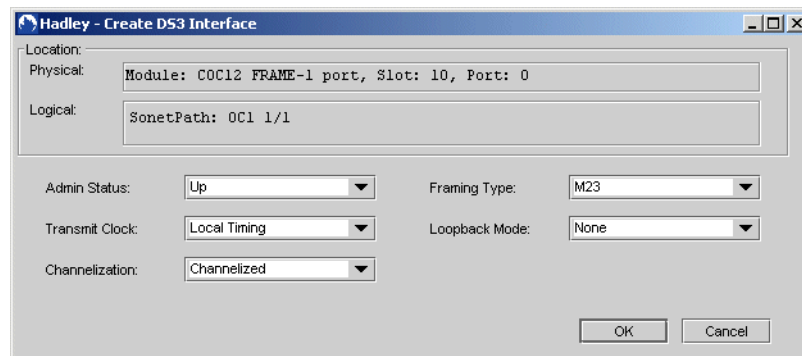 Hadley - Create DS3 Interface
Location:
Physical: Module: COC12 FRAME-1 port, Slot: 10, Port: 0
Logical: SonetPath: OC1 1/1
Admin Status: Up Framing Type: M23
Transmit Clock: Local Timing Loopback Mode: None
Channelization: Channelized
OK Cancel